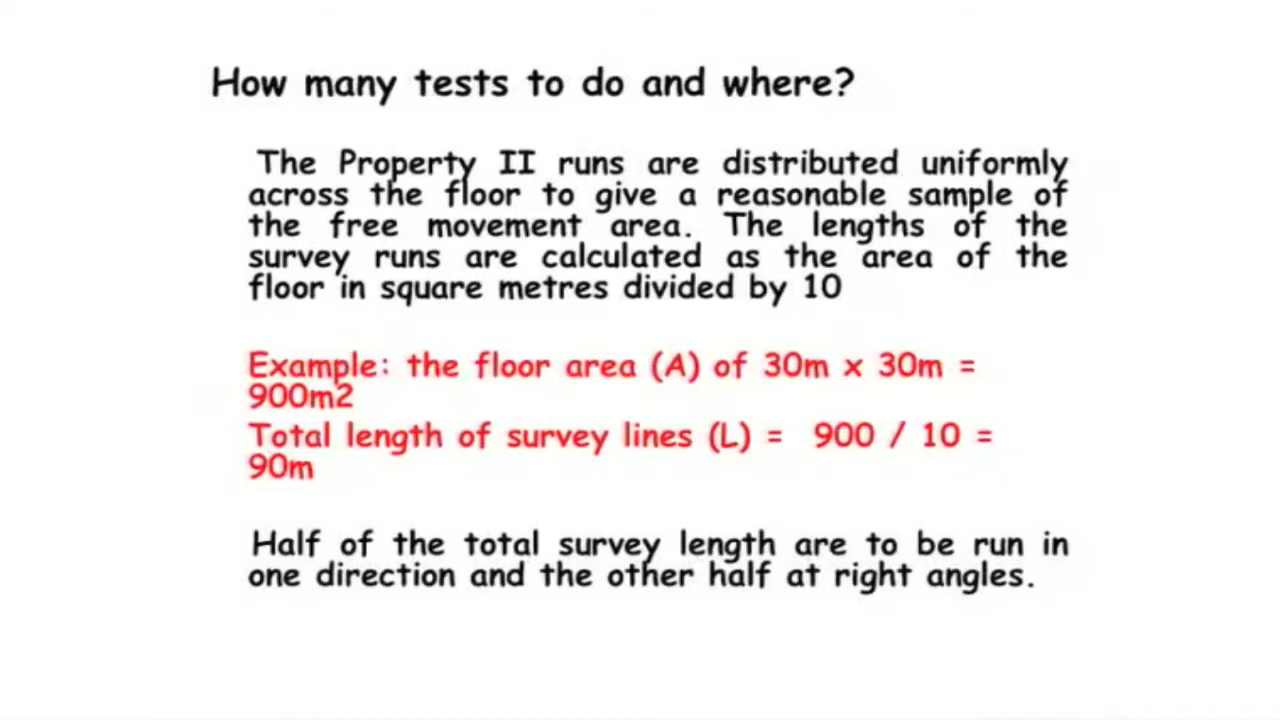 How many tests to do and where?
The Property II runs are distributed uniformly
across the floor to give a reasonable sample of
the free movement area. The lengths of the
survey runs are calculated as the area of the
floor in square metres divided by 10
Example: the floor area (A) of 30m x 30m =
900m2
Total length of survey lines (L) = 900 / 10 =
90m
Half of the total survey length are to be run in
one direction and the other half at right angles.